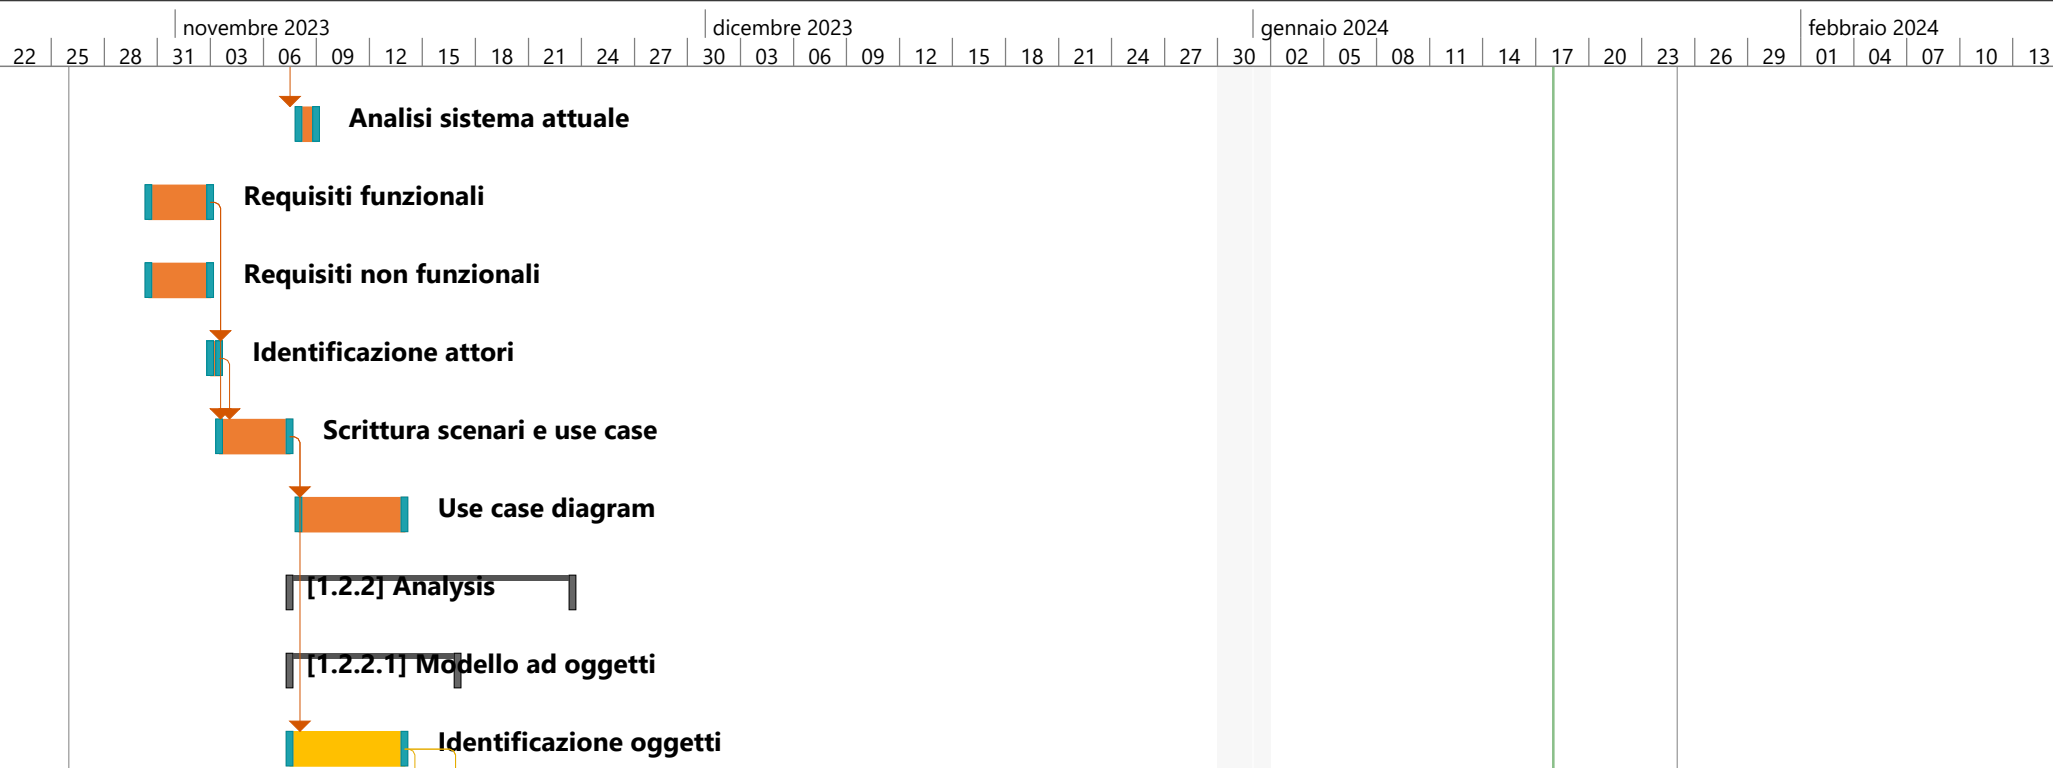 novembre 2023 dicembre 2023 gennaio 2024 febbraio 2024
22 25 28 31 03 06 09 12 15 18 21 24 27 30 03 06 09 12 15 18 21 24 27 30 02 05 08 11 14 17 20 23 26 29 01 04 07 10 13
Analisi sistema attuale
Requisiti funzionali
Requisiti non funzionali
Identificazione attori
Scrittura scenari e use case
Use case diagram
[1.2.2] Analysis
[1.2.2.1] Modello ad oggetti
Identificazione oggetti